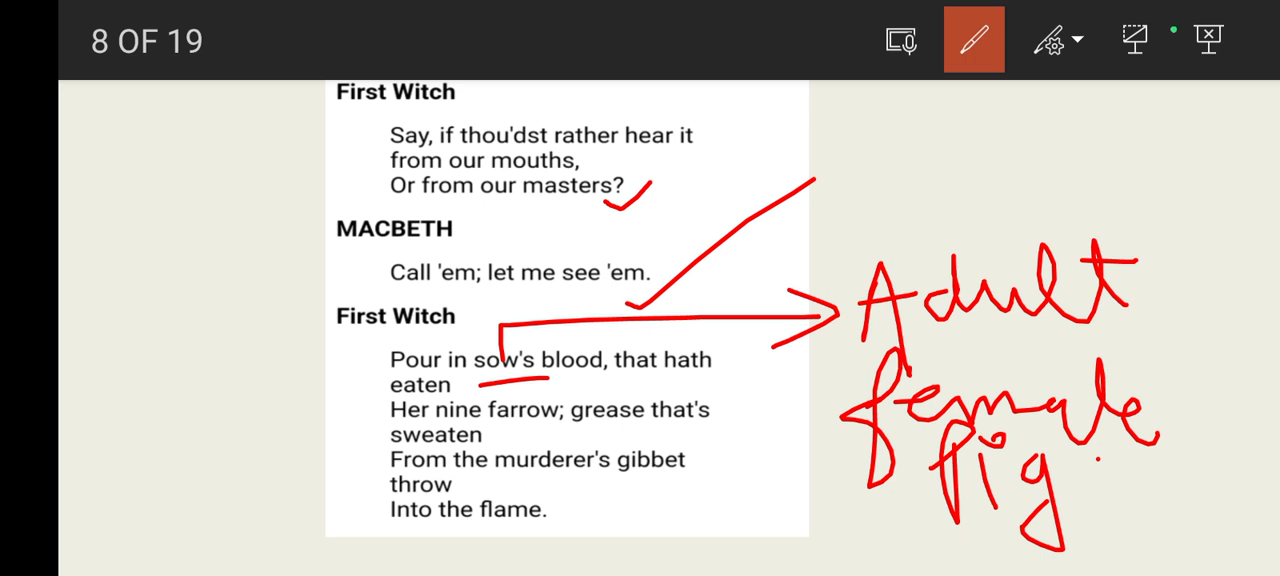 8 OF 19
First Witch
Say, if thou'dst rather hear it
from our mouths,
Or from our masters?
MACBETH
Call 'em; let me see 'em.
First Witch
Pour in sow's blood, that hath
eaten
Her nine farrow; grease that's
sweaten
From the murderer's gibbet
throw
Into the flame.
Adult
female
pig